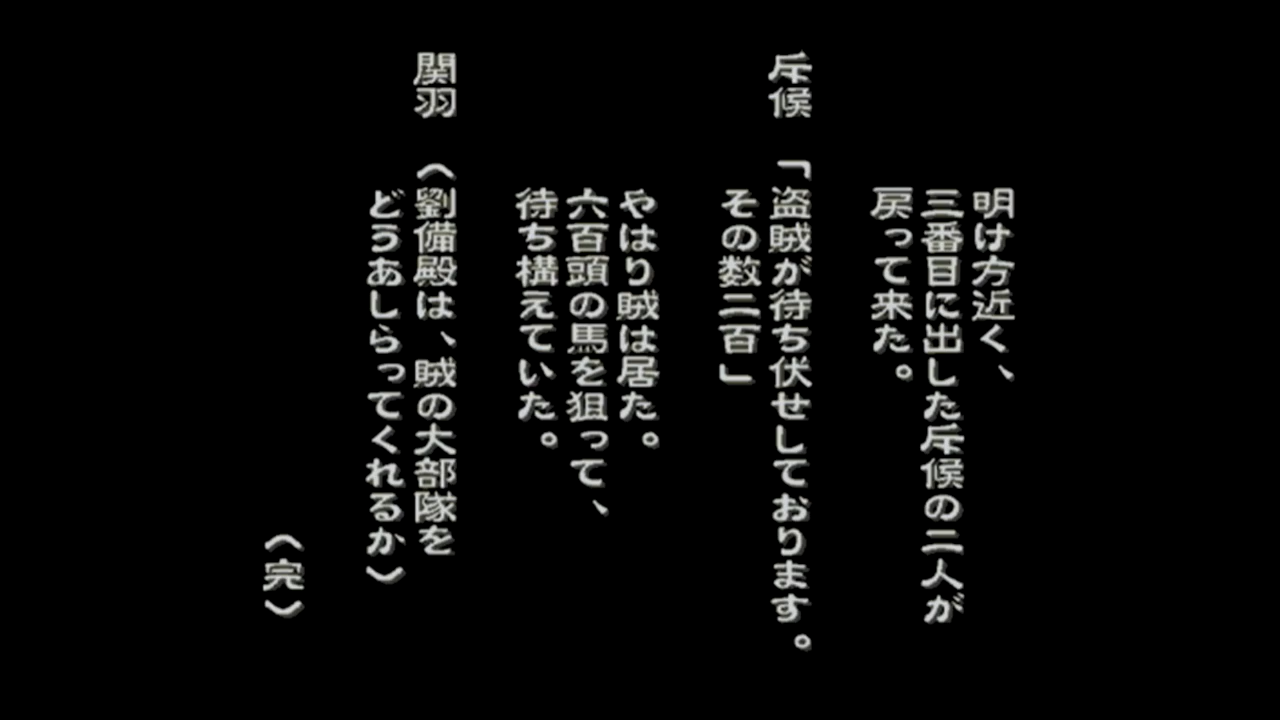 明け方近く、
三番目に出した斥候の二人が
戻って来た。
斥候 「盗賊が待ち伏せしております。
その数二百」
やはり賊は居た。
六百頭の馬を狙って、
待ち構えていた。
関羽 〈劉備殿は、賊の大部隊を
どうあしらってくれるか〉
〈完〉